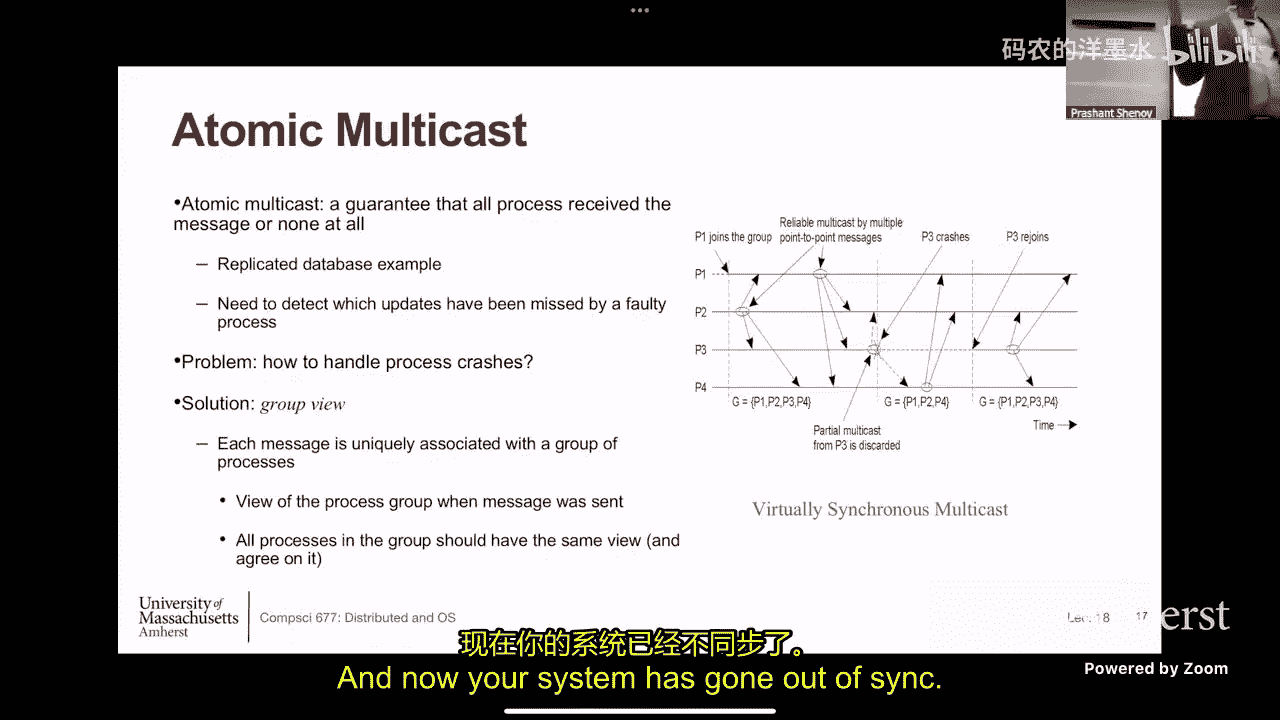 码农的洋墨水 bilibili
Prashant Shenoy
Atomic Multicast
•Atomic multicast: a guarantee that all process received the
message or none at all
– Replicated database example
– Need to detect which updates have been missed by a faulty
process
•Problem: how to handle process crashes?
•Solution: group view
– Each message is uniquely associated with a group of
processes
• View of the process group when message was sent
• All processes in the group should have the same view (and
agree on it)
Reliable multicast by multiple
P1 joins the group point-to-point messages P3 crashes P3 rejoins
P1
P2
P3
P4
G = {P1,P2,P3,P4} G = {P1,P2,P4} G = {P1,P2,P3,P4}
Partial multicast
from P3 is discarded
Time
Virtually Synchronous Multicast
University of
Massachusetts
Amherst
Compsci 677: Distributed and OS
17
现在你的系统已经不同步了。
And now your system has gone out of sync.
Powered by Zoom